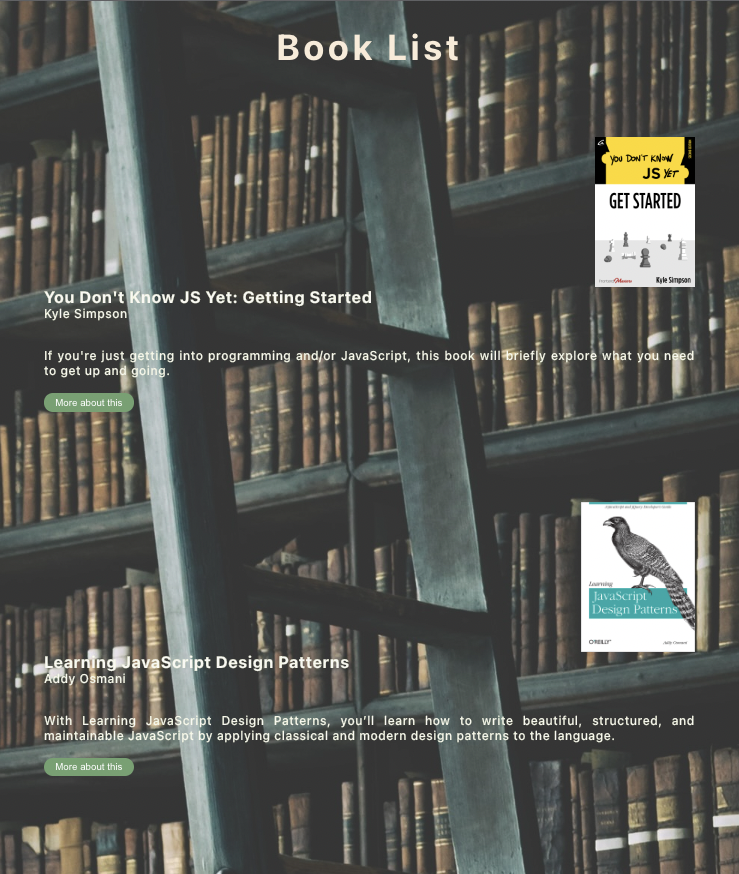 Book List
YOU DON'T KNOW
JS YET
GET STARTED
Kyle Simpson
You Don't Know JS Yet: Getting Started
Kyle Simpson
If you're just getting into programming and/or JavaScript, this book will briefly explore what you need
to get up and going.
More about this
Learning
JavaScript
Design Patterns
O'REILLY
Addy Osmani
Learning JavaScript Design Patterns
Addy Osmani
With Learning JavaScript Design Patterns, you'll learn how to write beautiful, structured, and
maintainable JavaScript by applying classical and modern design patterns to the language.
More about this